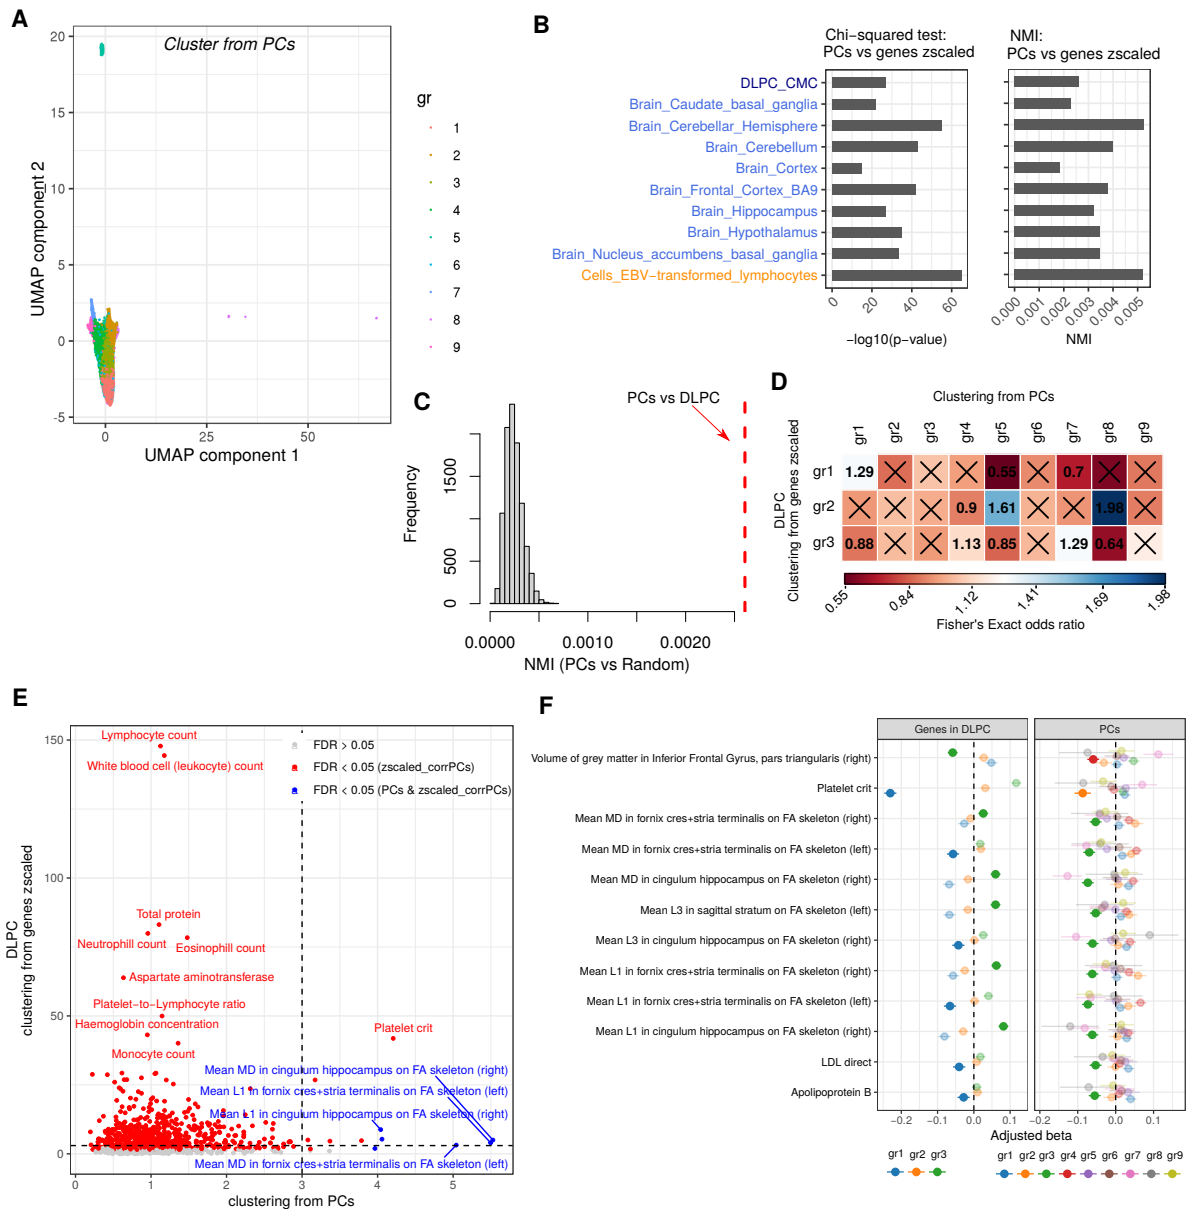 A
Cluster from PCs
20
15
10
5
0
-5
UMAP component 2
0
25
50
UMAP component 1
gr
1
2
3
4
5
6
7
8
9
B
Chi-squared test:
PCs vs genes zscaled
NMI:
PCs vs genes zscaled
DLPC_CMC
Brain_Caudate_basal_ganglia
Brain_Cerebellar_Hemisphere
Brain_Cerebellum
Brain_Cortex
Brain_Frontal_Cortex_BA9
Brain_Hippocampus
Brain_Hypothalamus
Brain_Nucleus_accumbens_basal_ganglia
Cells_EBV-transformed_lymphocytes
0 20 40 60
-log10(p-value)
0.000 0.001 0.002 0.003 0.004 0.005
NMI
C
PCs vs DLPC
Frequency
0 500 1500
0.0000 0.0010 0.0020
NMI (PCs vs Random)
D
Clustering from PCs
gr1 gr2 gr3 gr4 gr5 gr6 gr7 gr8 gr9
DLPC
Clustering from genes zscaled
gr1 1.29 0.55 0.7
gr2 0.9 1.61 1.98
gr3 0.88 1.13 0.85 1.29 0.64
0.55 0.84 1.12 1.41 1.69 1.98
Fisher's Exact odds ratio
E
DLPC
clustering from genes zscaled
150
100
50
0
0 1 2 3 4 5
clustering from PCs
FDR > 0.05
FDR < 0.05 (zscaled_corrPCs)
FDR < 0.05 (PCs & zscaled_corrPCs)
Lymphocyte count
White blood cell (leukocyte) count
Total protein
Neutrophill count
Eosinophill count
Aspartate aminotransferase
Platelet-to-Lymphocyte ratio
Haemoglobin concentration
Monocyte count
Platelet crit
Mean MD in cingulum hippocampus on FA skeleton (right)
Mean L1 in fornix cres+stria terminalis on FA skeleton (left)
Mean L1 in cingulum hippocampus on FA skeleton (right)
Mean MD in fornix cres+stria terminalis on FA skeleton (left)
F
Genes in DLPC
PCs
Volume of grey matter in Inferior Frontal Gyrus, pars triangularis (right)
Platelet crit
Mean MD in fornix cres+stria terminalis on FA skeleton (right)
Mean MD in fornix cres+stria terminalis on FA skeleton (left)
Mean MD in cingulum hippocampus on FA skeleton (right)
Mean L3 in sagittal stratum on FA skeleton (left)
Mean L3 in cingulum hippocampus on FA skeleton (right)
Mean L1 in fornix cres+stria terminalis on FA skeleton (right)
Mean L1 in fornix cres+stria terminalis on FA skeleton (left)
Mean L1 in cingulum hippocampus on FA skeleton (right)
LDL direct
Apolipoprotein B
-0.2 -0.1 0.0 0.1
-0.2 -0.1 0.0 0.1
Adjusted beta
gr1 gr2 gr3
gr1 gr2 gr3 gr4 gr5 gr6 gr7 gr8 gr9